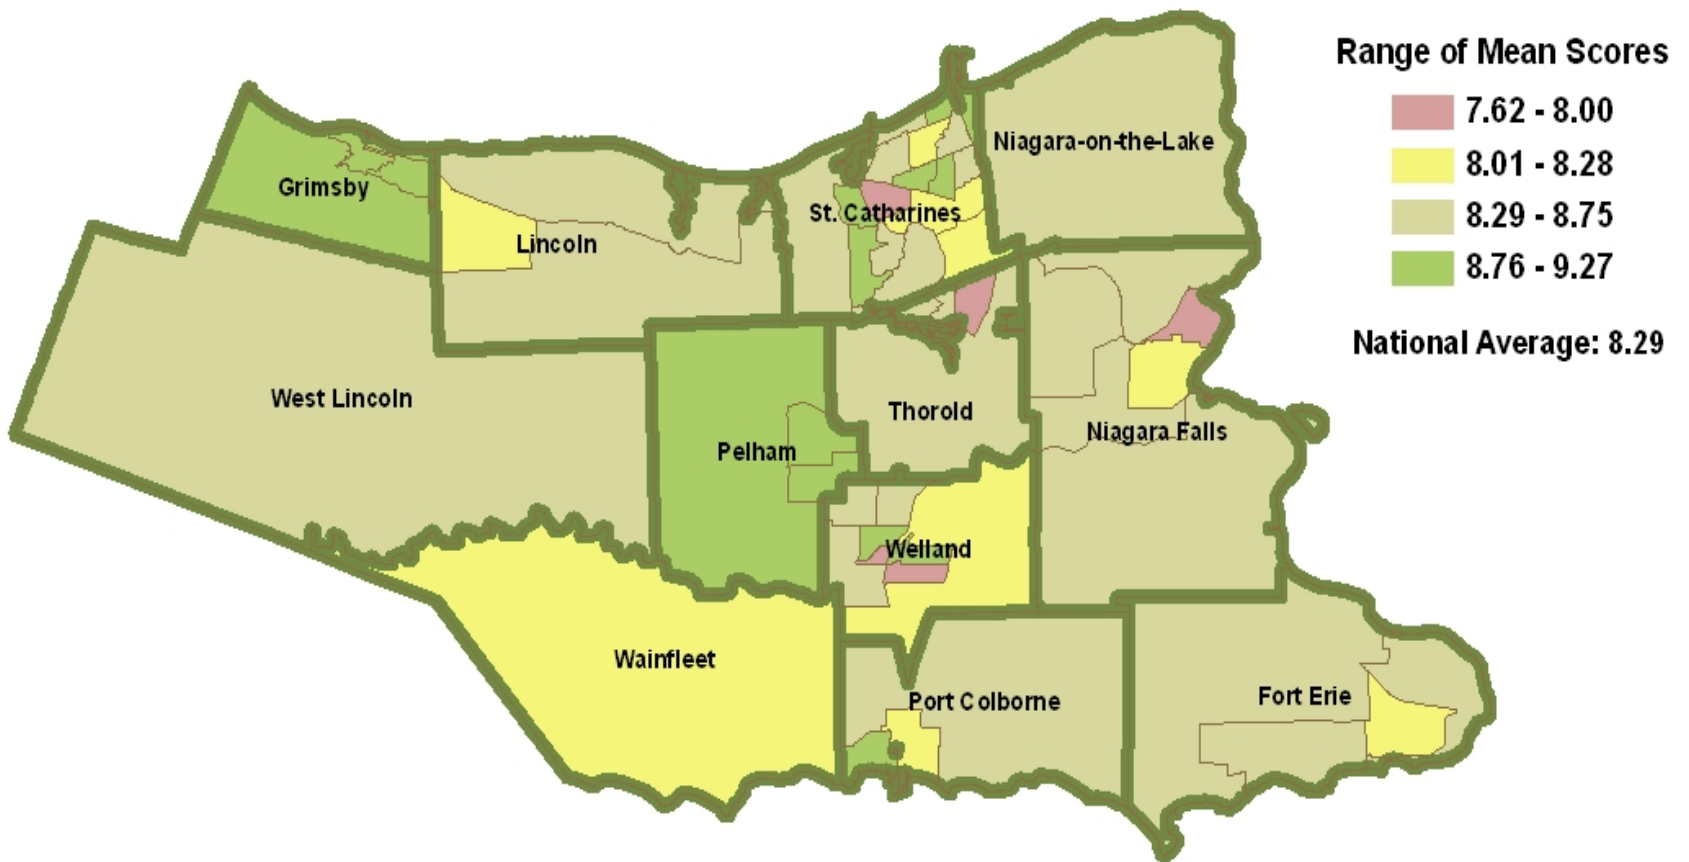 Range of Mean Scores
7.62 - 8.00
8.01 - 8.28
8.29 - 8.75
8.76 - 9.27
National Average: 8.29
Niagara-on-the-Lake
Grimsby
St. Catharines
Lincoln
West Lincoln
Thorold
Niagara Falls
Pelham
Welland
Wainfleet
Port Colborne
Fort Erie